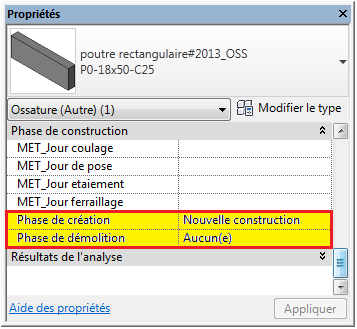 Propriétés
poutre rectangulaire#2013_OSS
P0-18x50-C25
Ossature (Autre) (1)
Modifier le type
Phase de construction
MET_Jour coulage
MET_Jour de pose
MET_Jour etaiement
MET_Jour ferraillage
Phase de création Nouvelle construction
Phase de démolition Aucun(e)
Résultats de l'analyse
Aide des propriétés
Appliquer